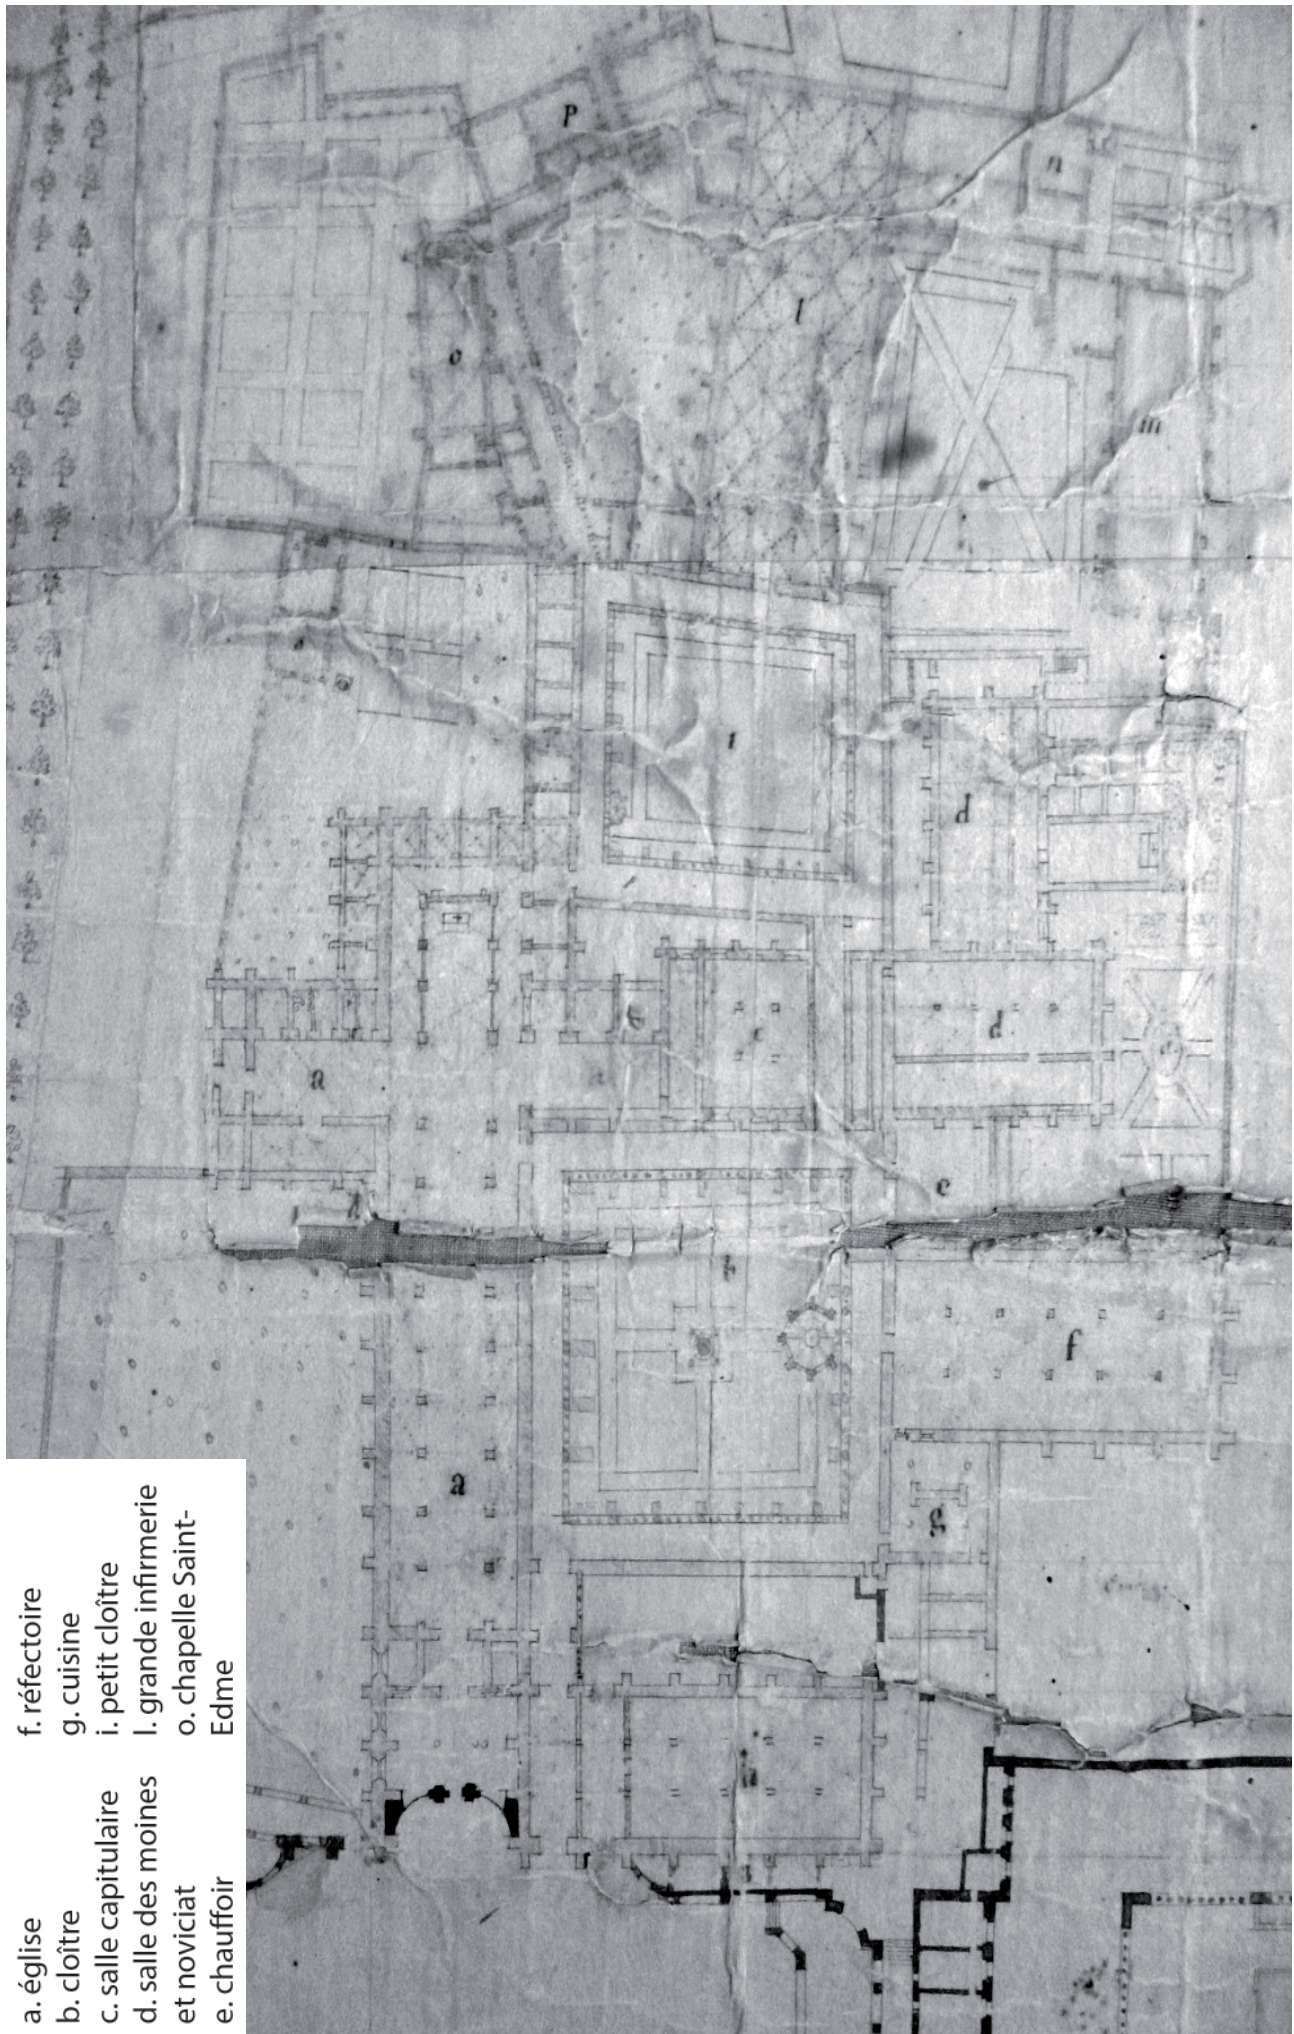 a. église
b. cloître
c. salle capitulaire
d. salle des moines
et noviciat
e. chauffoir
f. réfectoire
g. cuisine
i. petit cloître
l. grande infirmerie
o. chapelle Saint-
Edme
P
n
l
o
m
i
d
d
c
a
e
b
f
a
g